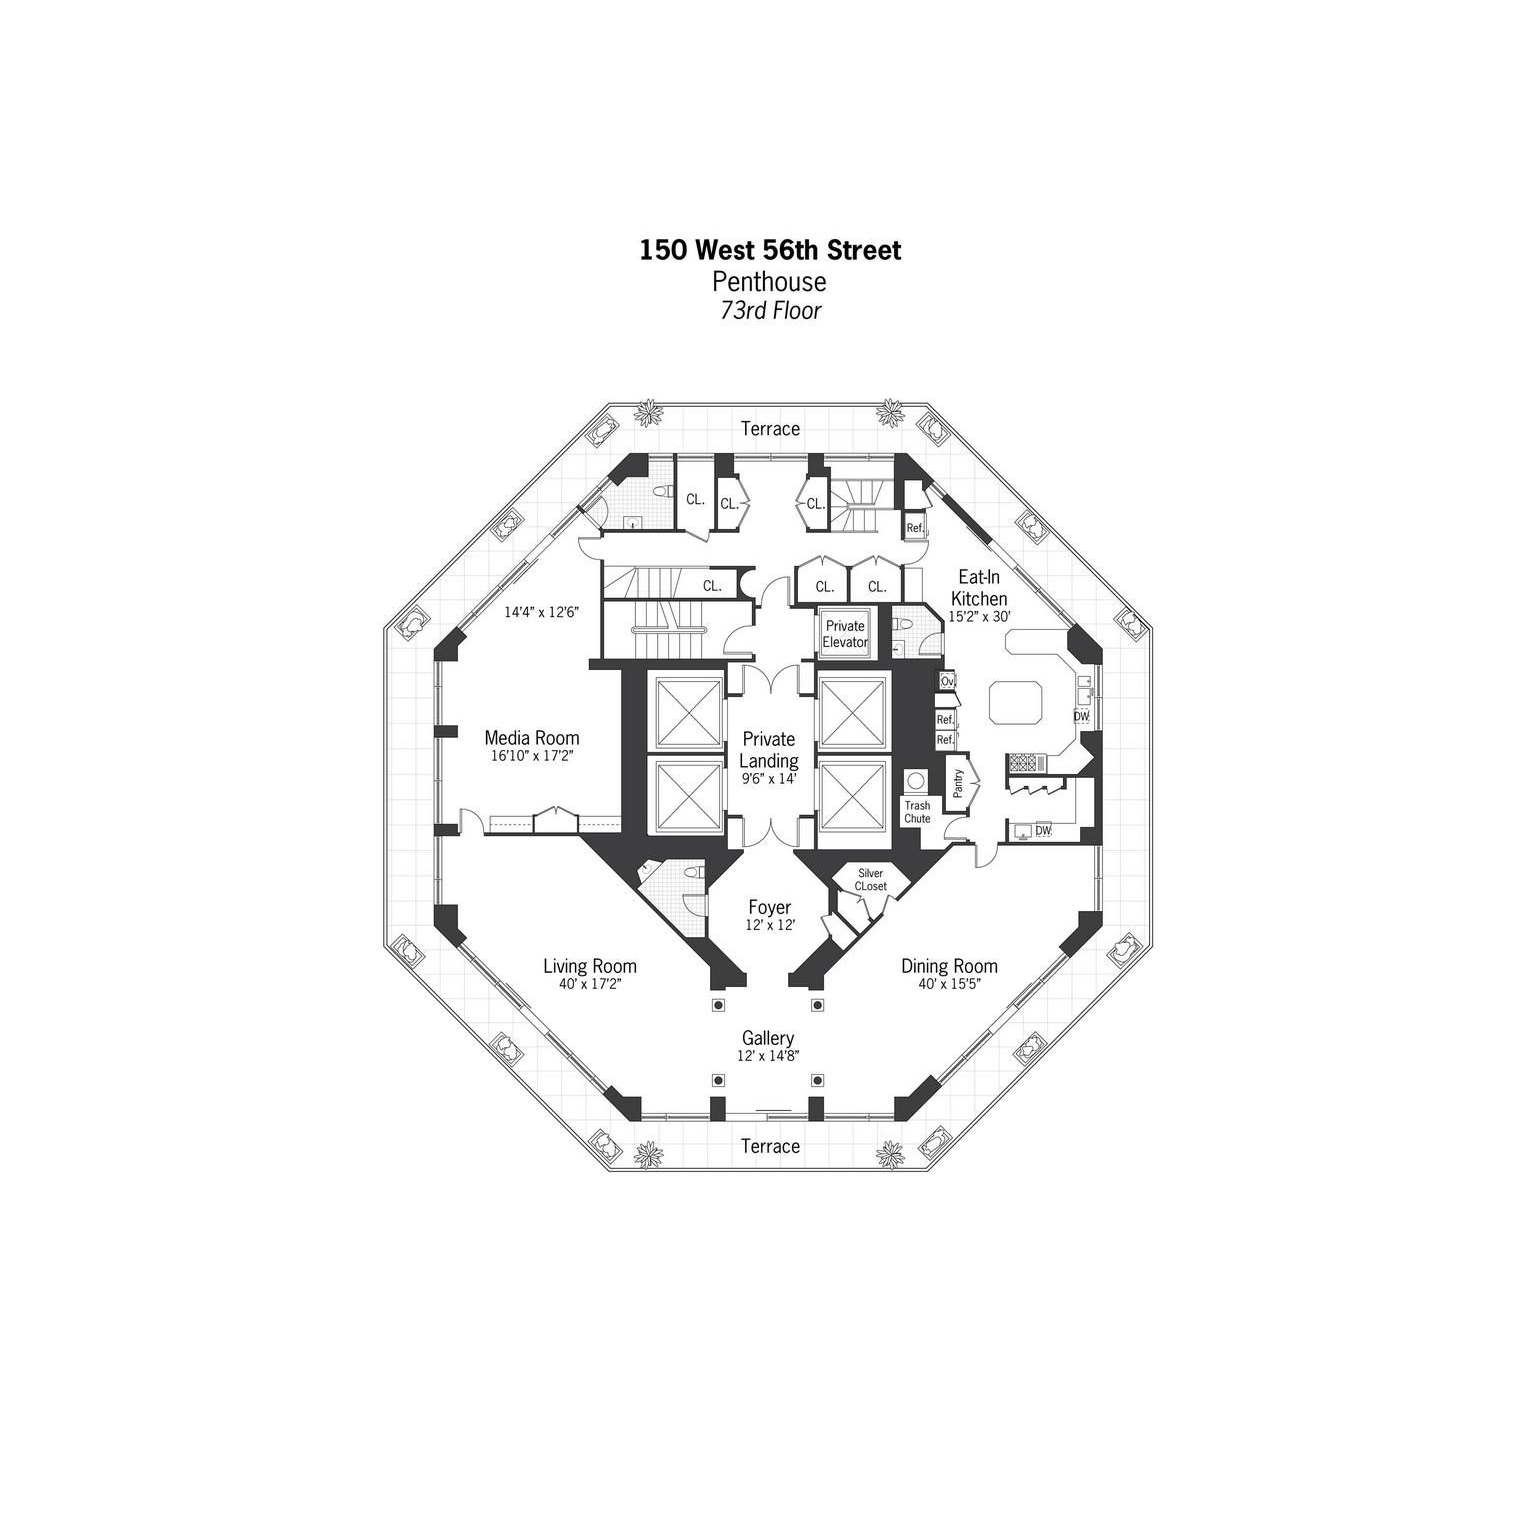 150 West 56th Street
Penthouse
73rd Floor
Terrace
CL.
CL.
CL.
Ref.
CL.
CL.
CL.
Eat-In
Kitchen
15'2" x 30'
14'4" x 12'6"
Private
Elevator
Ov.
DW
Ref.
Ref.
Media Room
16'10" x 17'2"
Private
Landing
9'6" x 14'
Pantry
Trash
Chute
DW.
Silver
CLoset
Foyer
12' x 12'
Living Room
40' x 17'2"
Dining Room
40' x 15'5"
Gallery
12' x 14'8"
Terrace